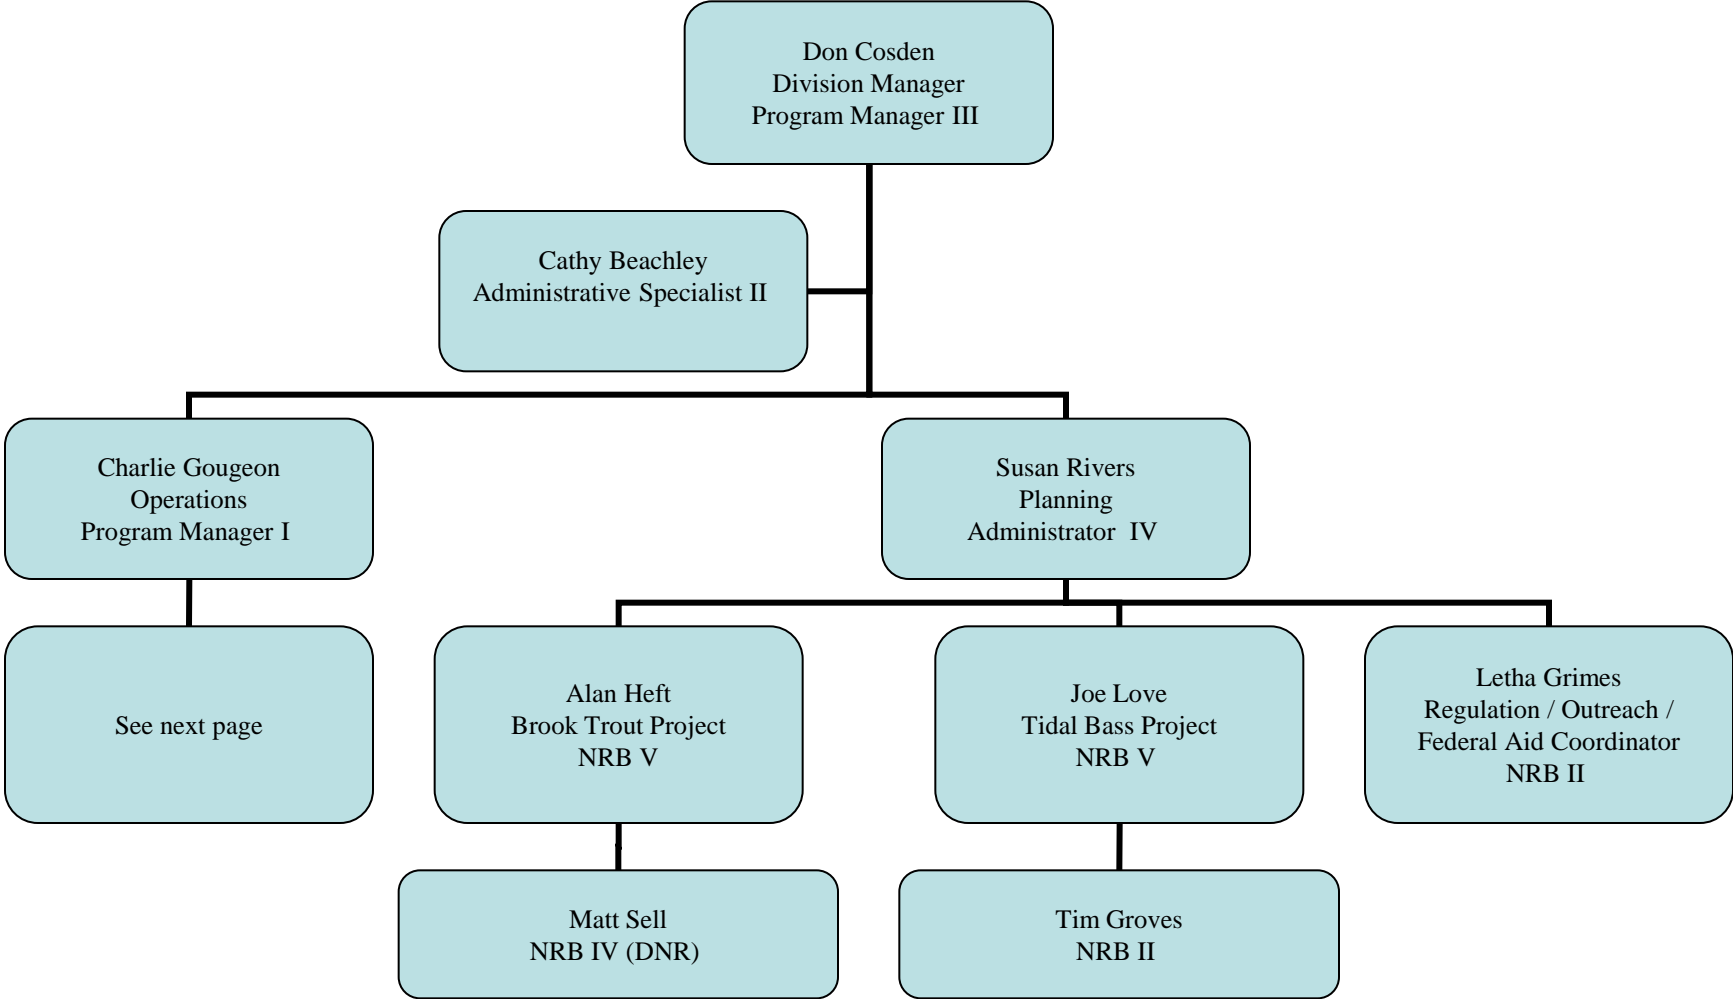 Don Cosden
Division Manager
Program Manager III
Cathy Beachley
Administrative Specialist II
Charlie Gougeon
Operations
Program Manager I
Susan Rivers
Planning
Administrator  IV
See next page
Alan Heft
Brook Trout Project
NRB V
Joe Love
Tidal Bass Project
NRB V
Letha Grimes
Regulation / Outreach /
Federal Aid Coordinator
NRB II
Matt Sell
NRB IV (DNR)
Tim Groves
NRB II